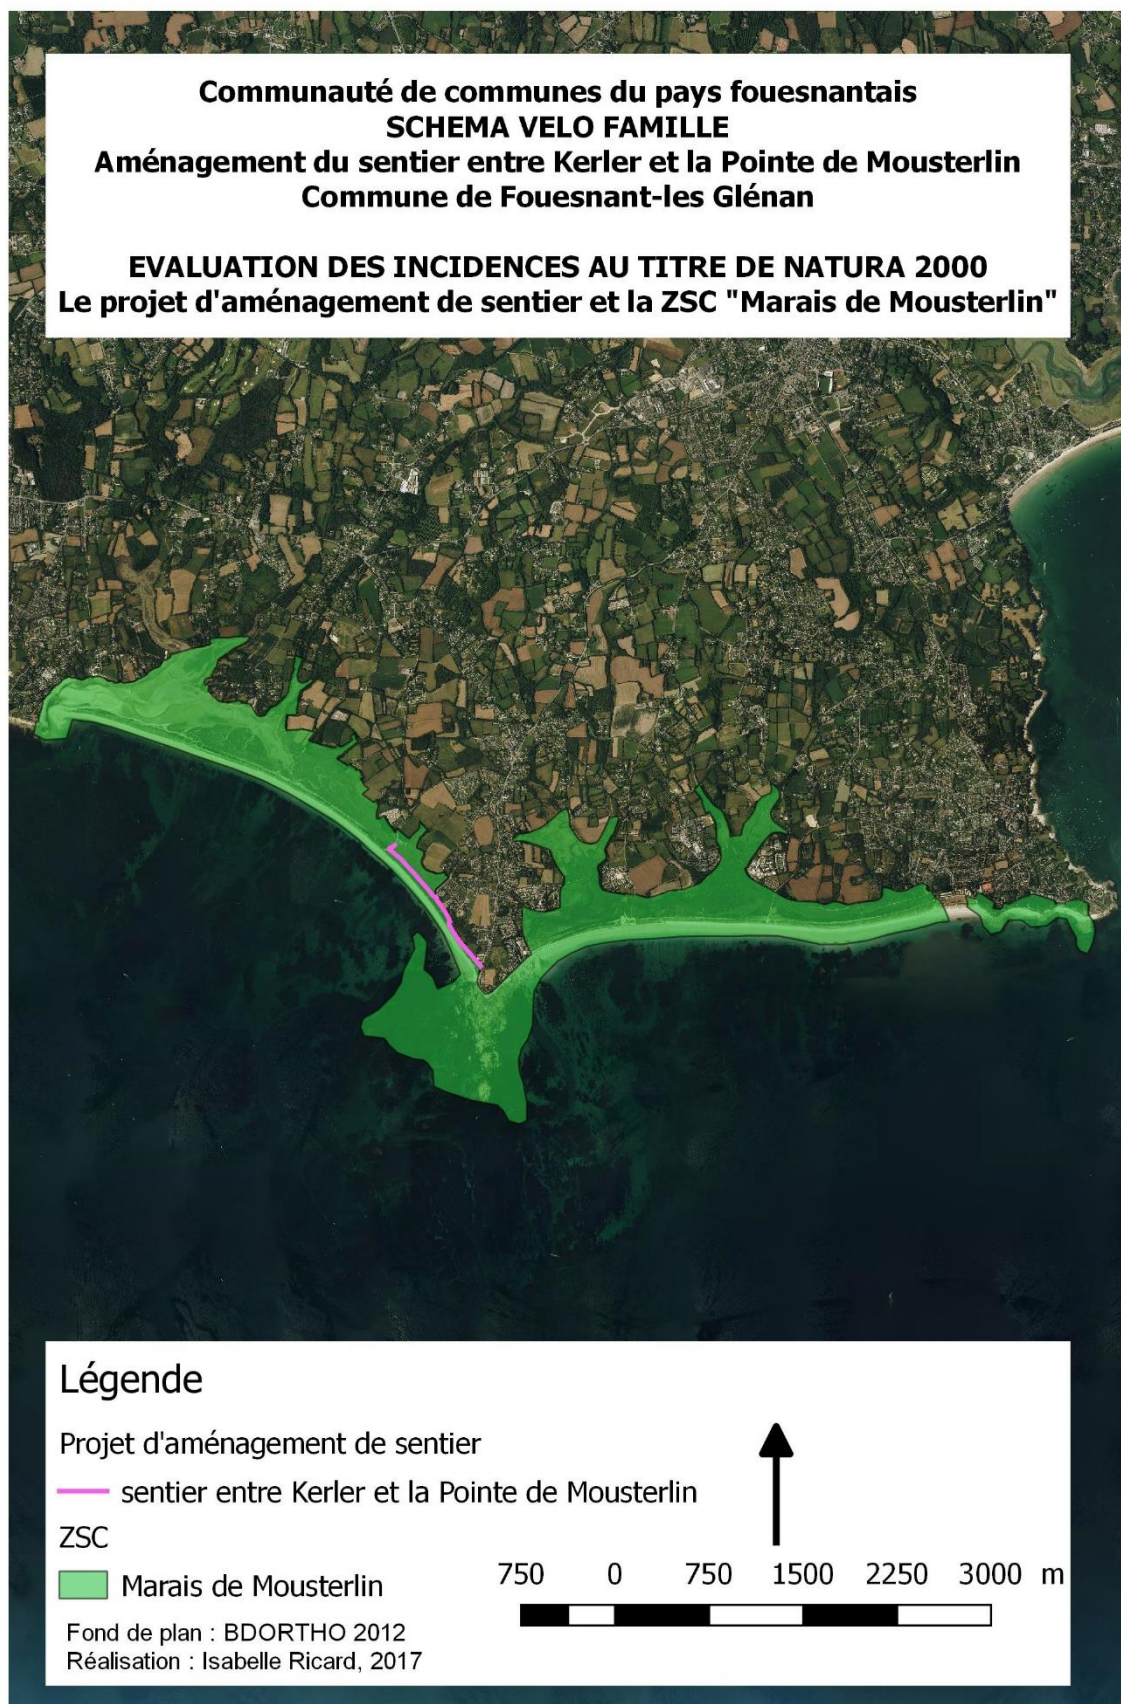 Communauté de communes du pays fouesnantais
SCHEMA VELO FAMILLE
Aménagement du sentier entre Kerler et la Pointe de Mousterlin
Commune de Fouesnant-les Glénan
EVALUATION DES INCIDENCES AU TITRE DE NATURA 2000
Le projet d'aménagement de sentier et la ZSC "Marais de Mousterlin"
Légende
Projet d'aménagement de sentier
sentier entre Kerler et la Pointe de Mousterlin
ZSC
Marais de Mousterlin
750 0 750 1500 2250 3000 m
Fond de plan : BDORTHO 2012
Réalisation : Isabelle Ricard, 2017